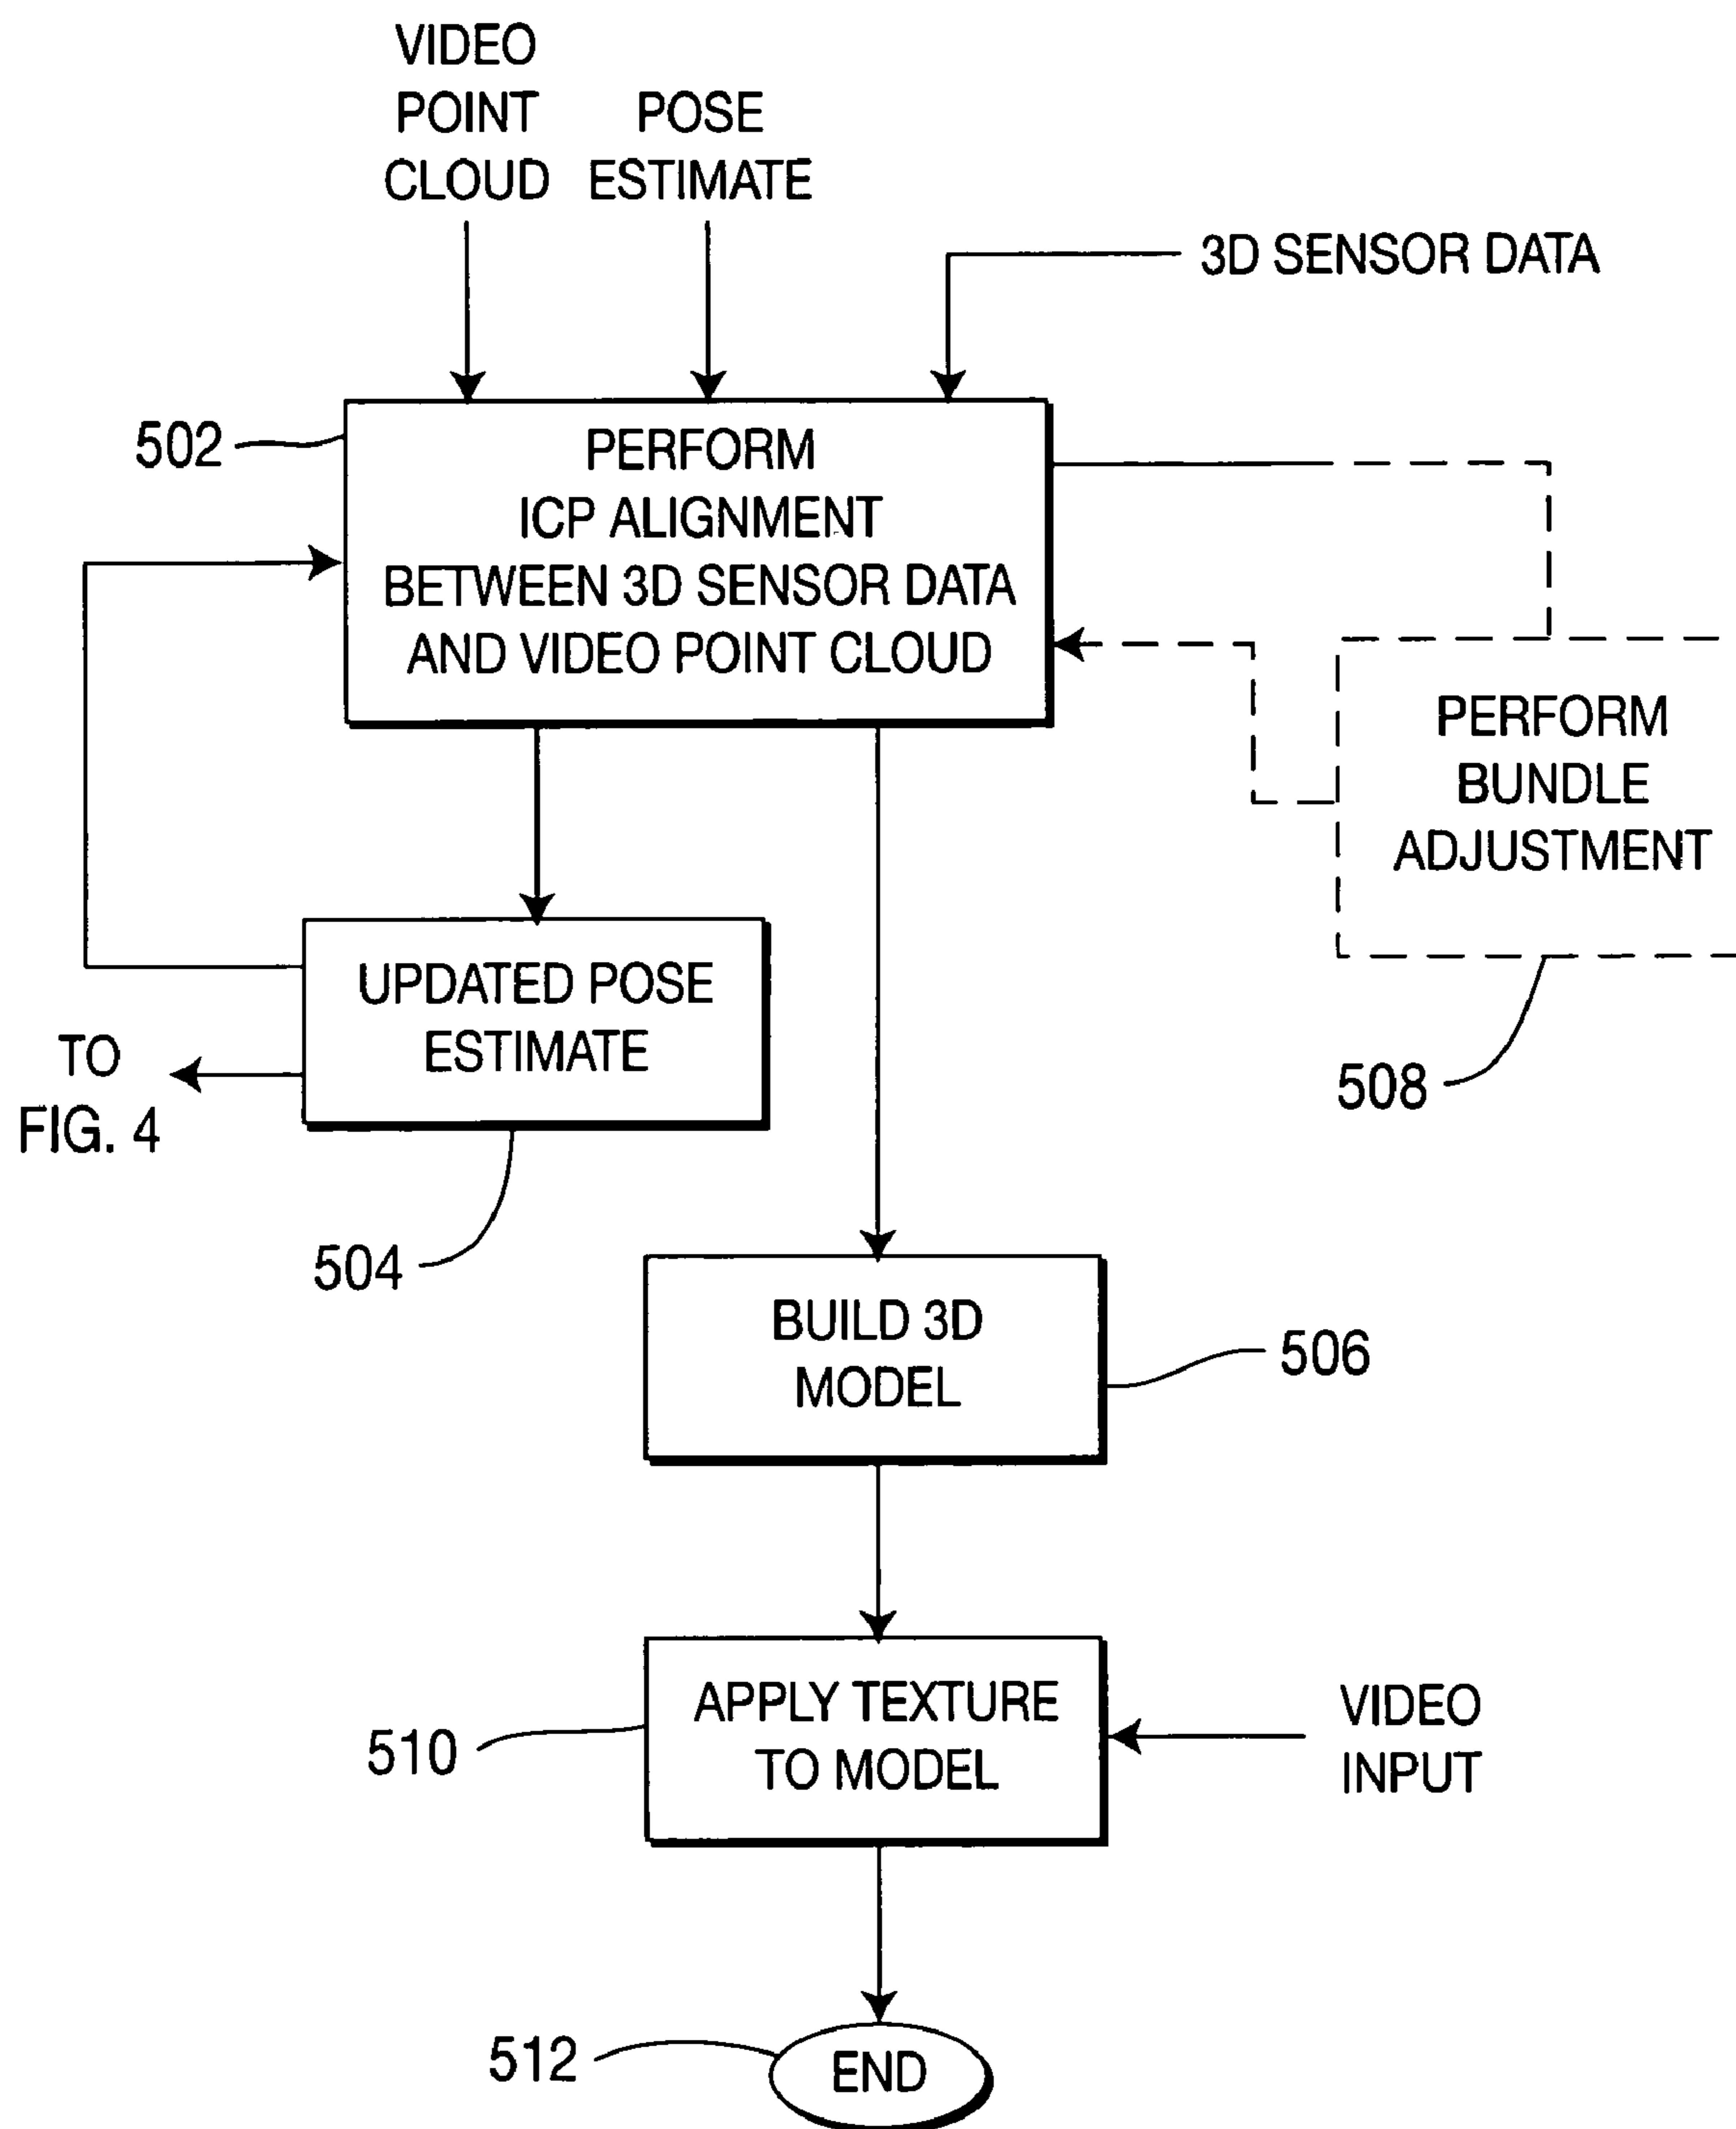 VIDEO
POINT
CLOUD
POSE
ESTIMATE
3D SENSOR DATA
502
PERFORM
ICP ALIGNMENT
BETWEEN 3D SENSOR DATA
AND VIDEO POINT CLOUD
PERFORM
BUNDLE
ADJUSTMENT
508
UPDATED POSE
ESTIMATE
TO
FIG. 4
504
BUILD 3D
MODEL
506
APPLY TEXTURE
TO MODEL
510
VIDEO
INPUT
512
END